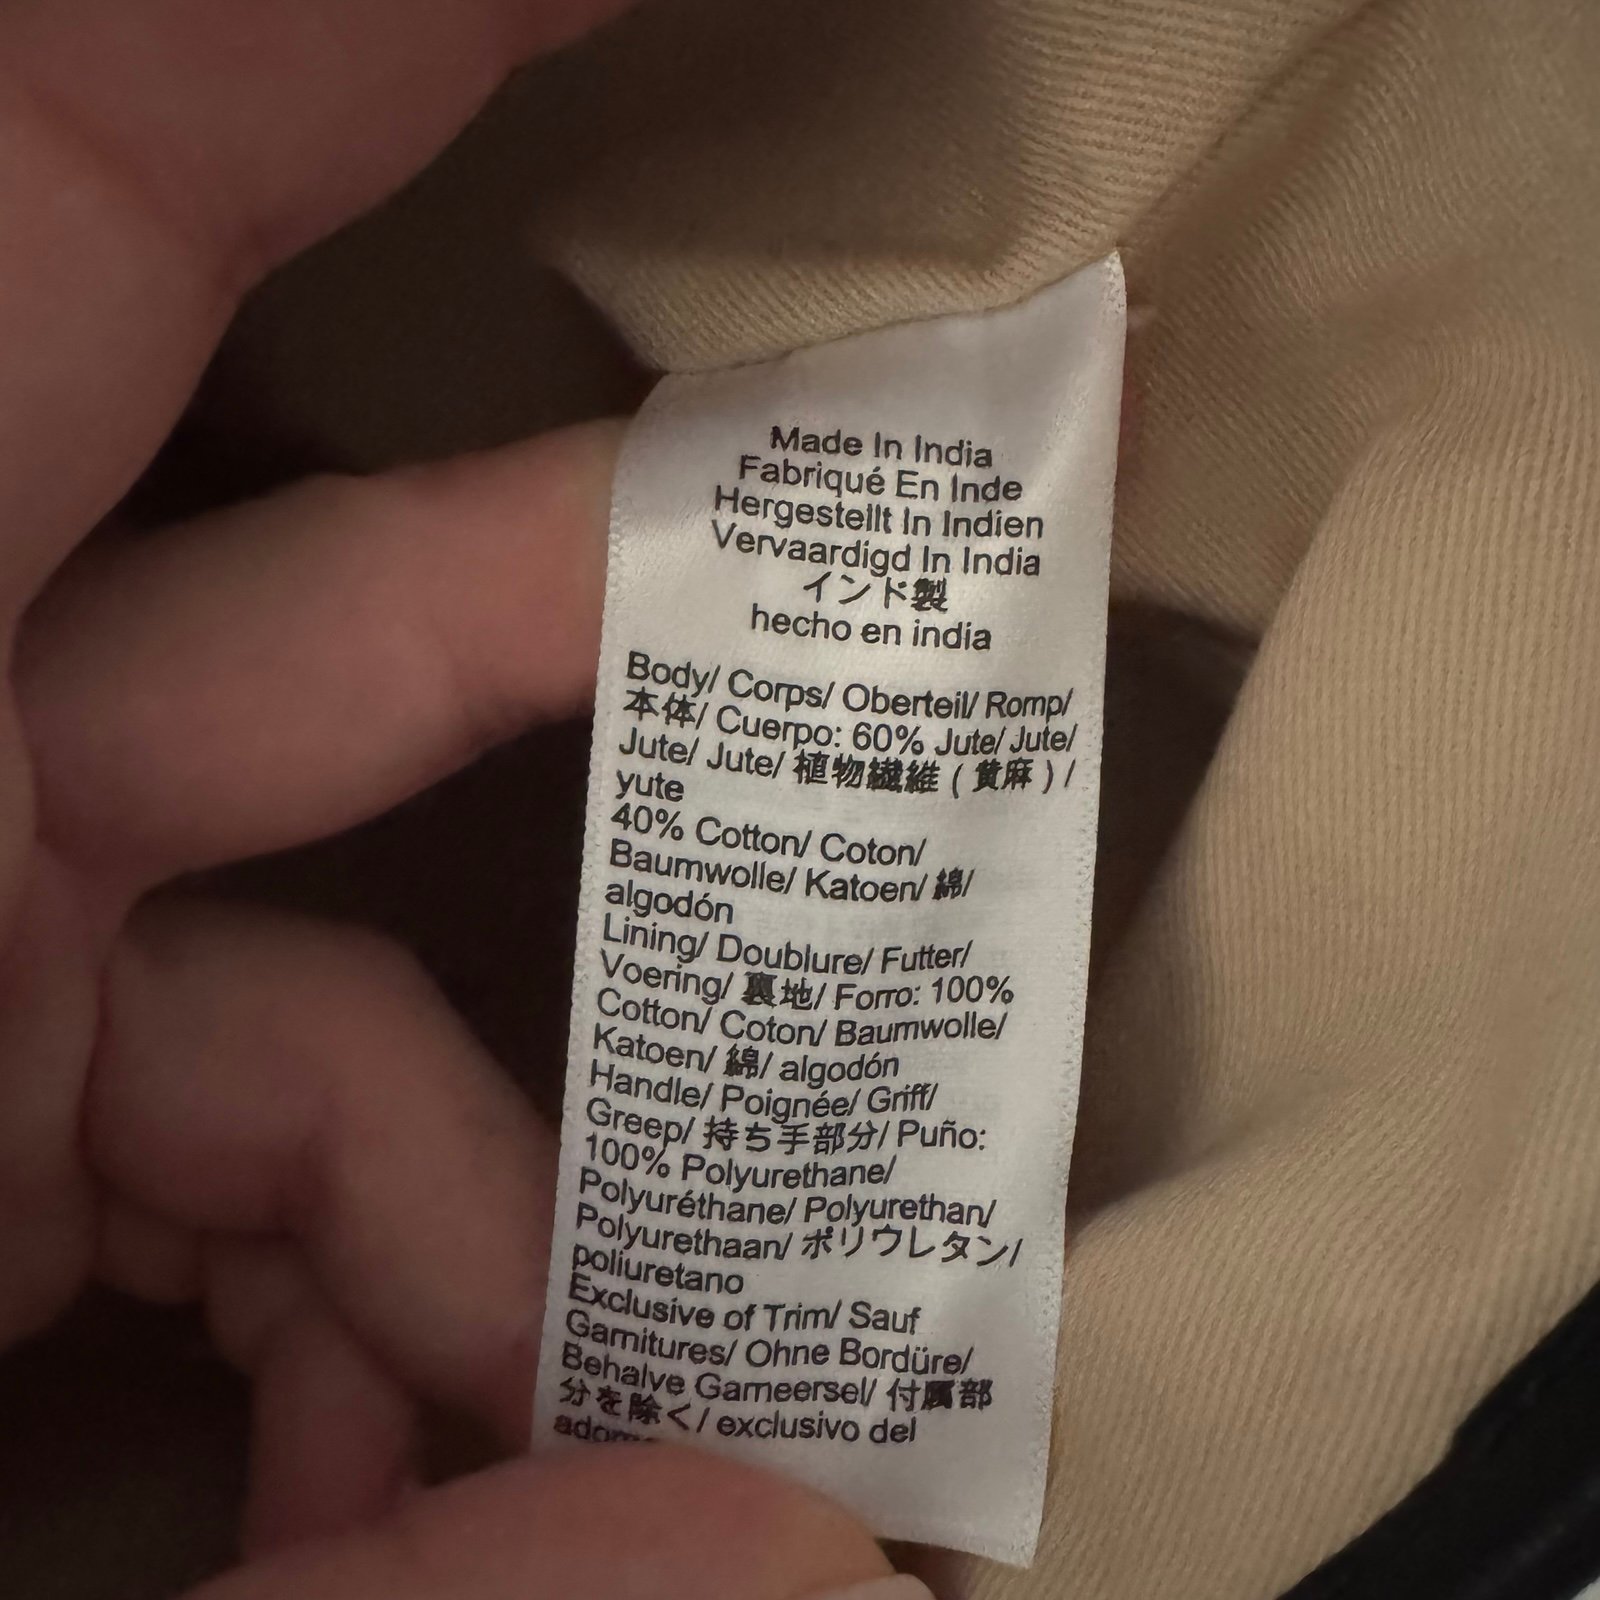 Made In India
Fabriqué En Inde
Hergestellt In Indien
Vervaardigd In India
インド製
hecho en india
Body/ Corps/ Oberteil/ Romp/
本体/ Cuerpo: 60% Jute/ Jute/
Jute/ Jute/ 植物繊維 ( 黄麻 ) /
yute
40% Cotton/ Coton/
Baumwolle/ Katoen/ 綿/
algodón
Lining/ Doublure/ Futter/
Voering/ 裏地/ Forro: 100%
Cotton/ Coton/ Baumwolle/
Katoen/ 綿/ algodón
Handle/ Poignée/ Griff/
Greep/ 持ち手部分/ Puño:
100% Polyurethane/
Polyuréthane/ Polyurethan/
Polyurethaan/ ポリウレタン/
poliuretano
Exclusive of Trim/ Sauf
Garnitures/ Ohne Bordüre/
Behalve Garneersel/ 付属部
分を除く/ exclusivo del